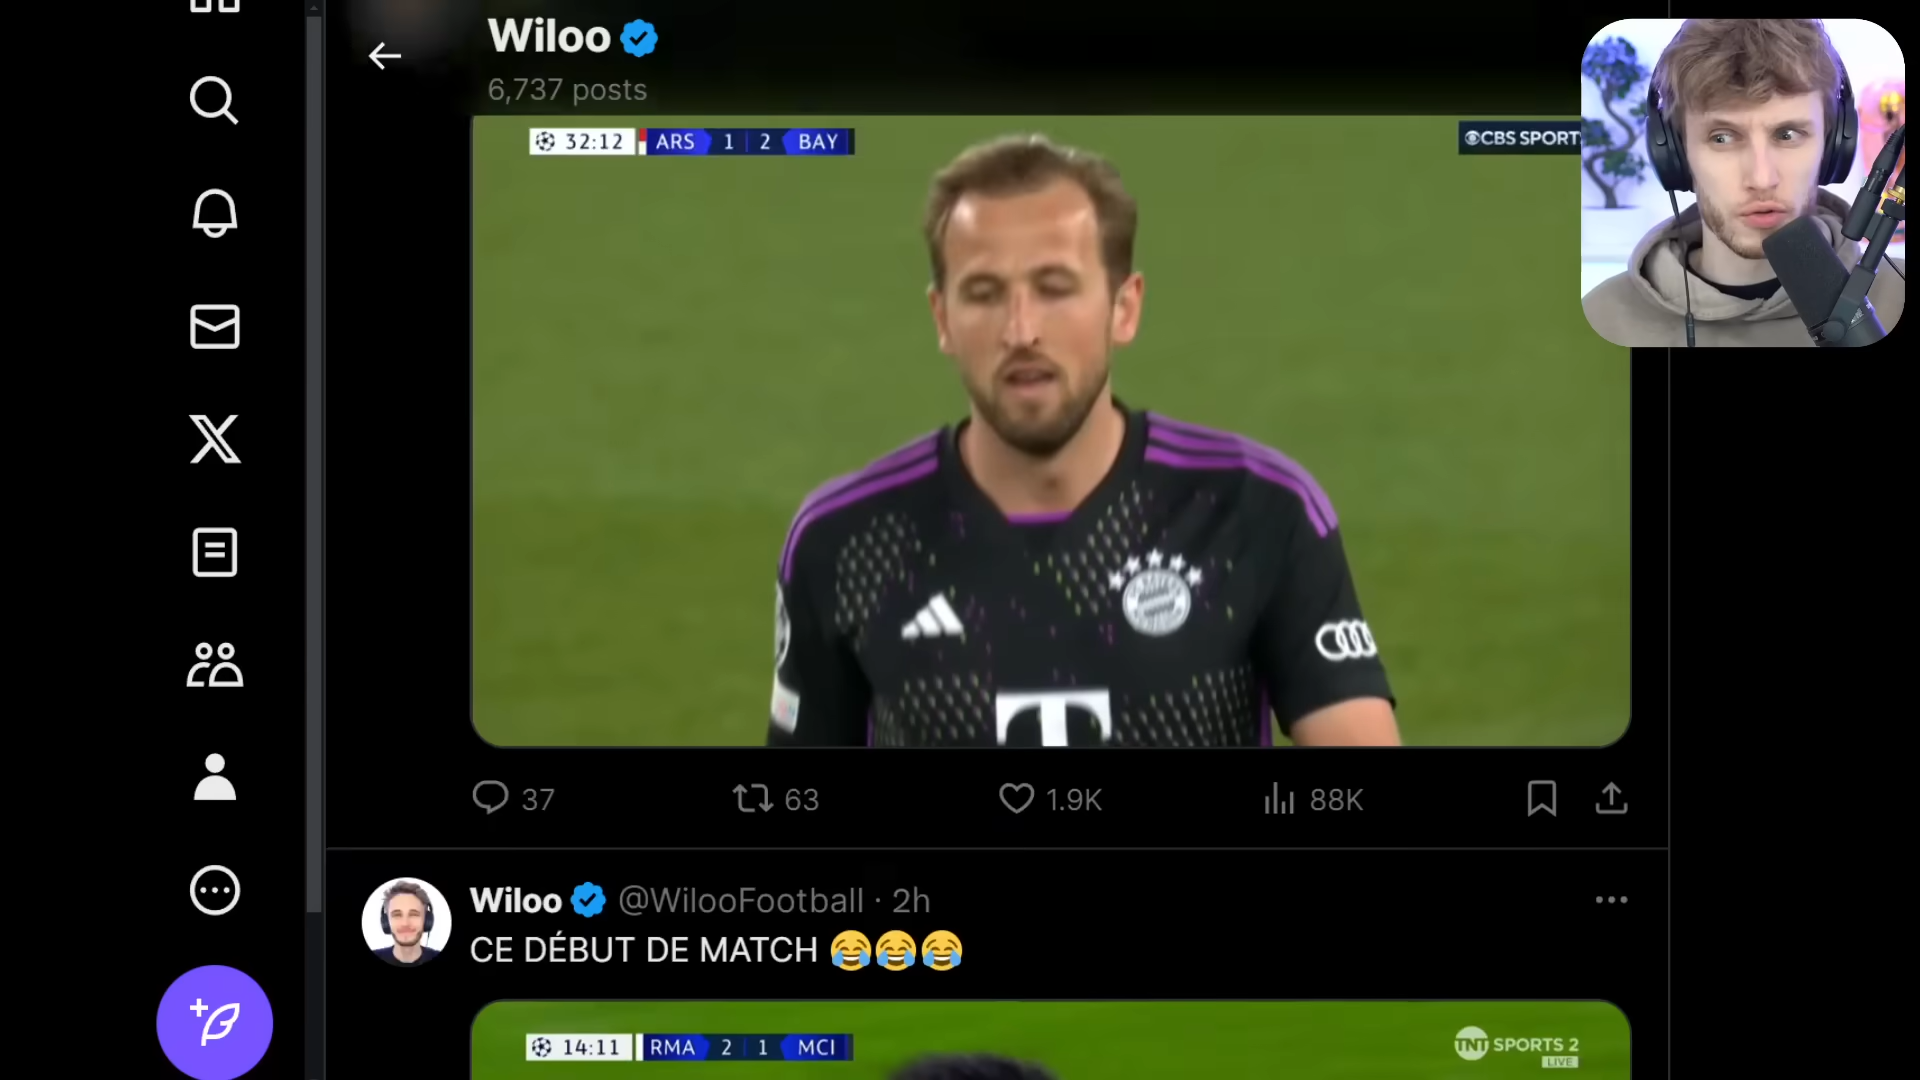 Wiloo
6,737 posts
32:12 ARS 1 2 BAY
CBS SPORTS
T
37
63
1.9K
88K
Wiloo @WilooFootball · 2h
CE DÉBUT DE MATCH 😂😂😂
14:11 RMA 2 1 MCI
TNT SPORTS 2
LIVE